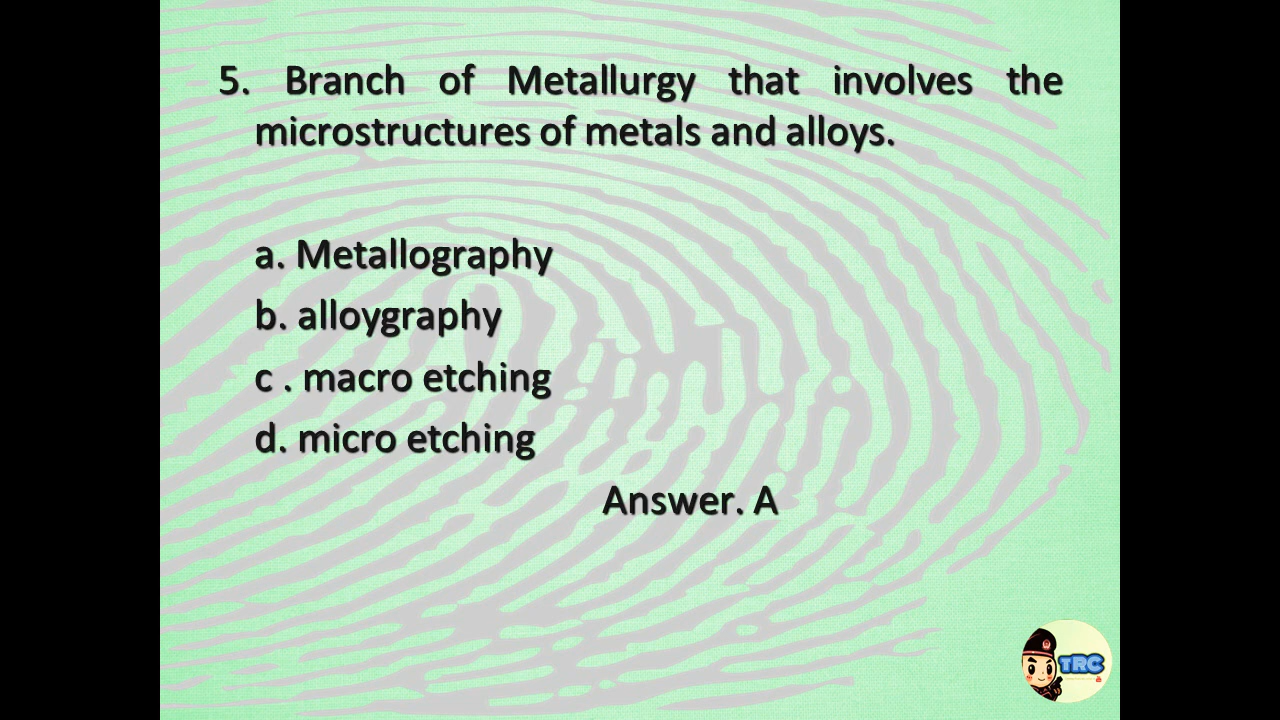 5. Branch of Metallurgy that involves the
microstructures of metals and alloys.
a. Metallography
b. alloygraphy
c . macro etching
d. micro etching
Answer. A
TRC